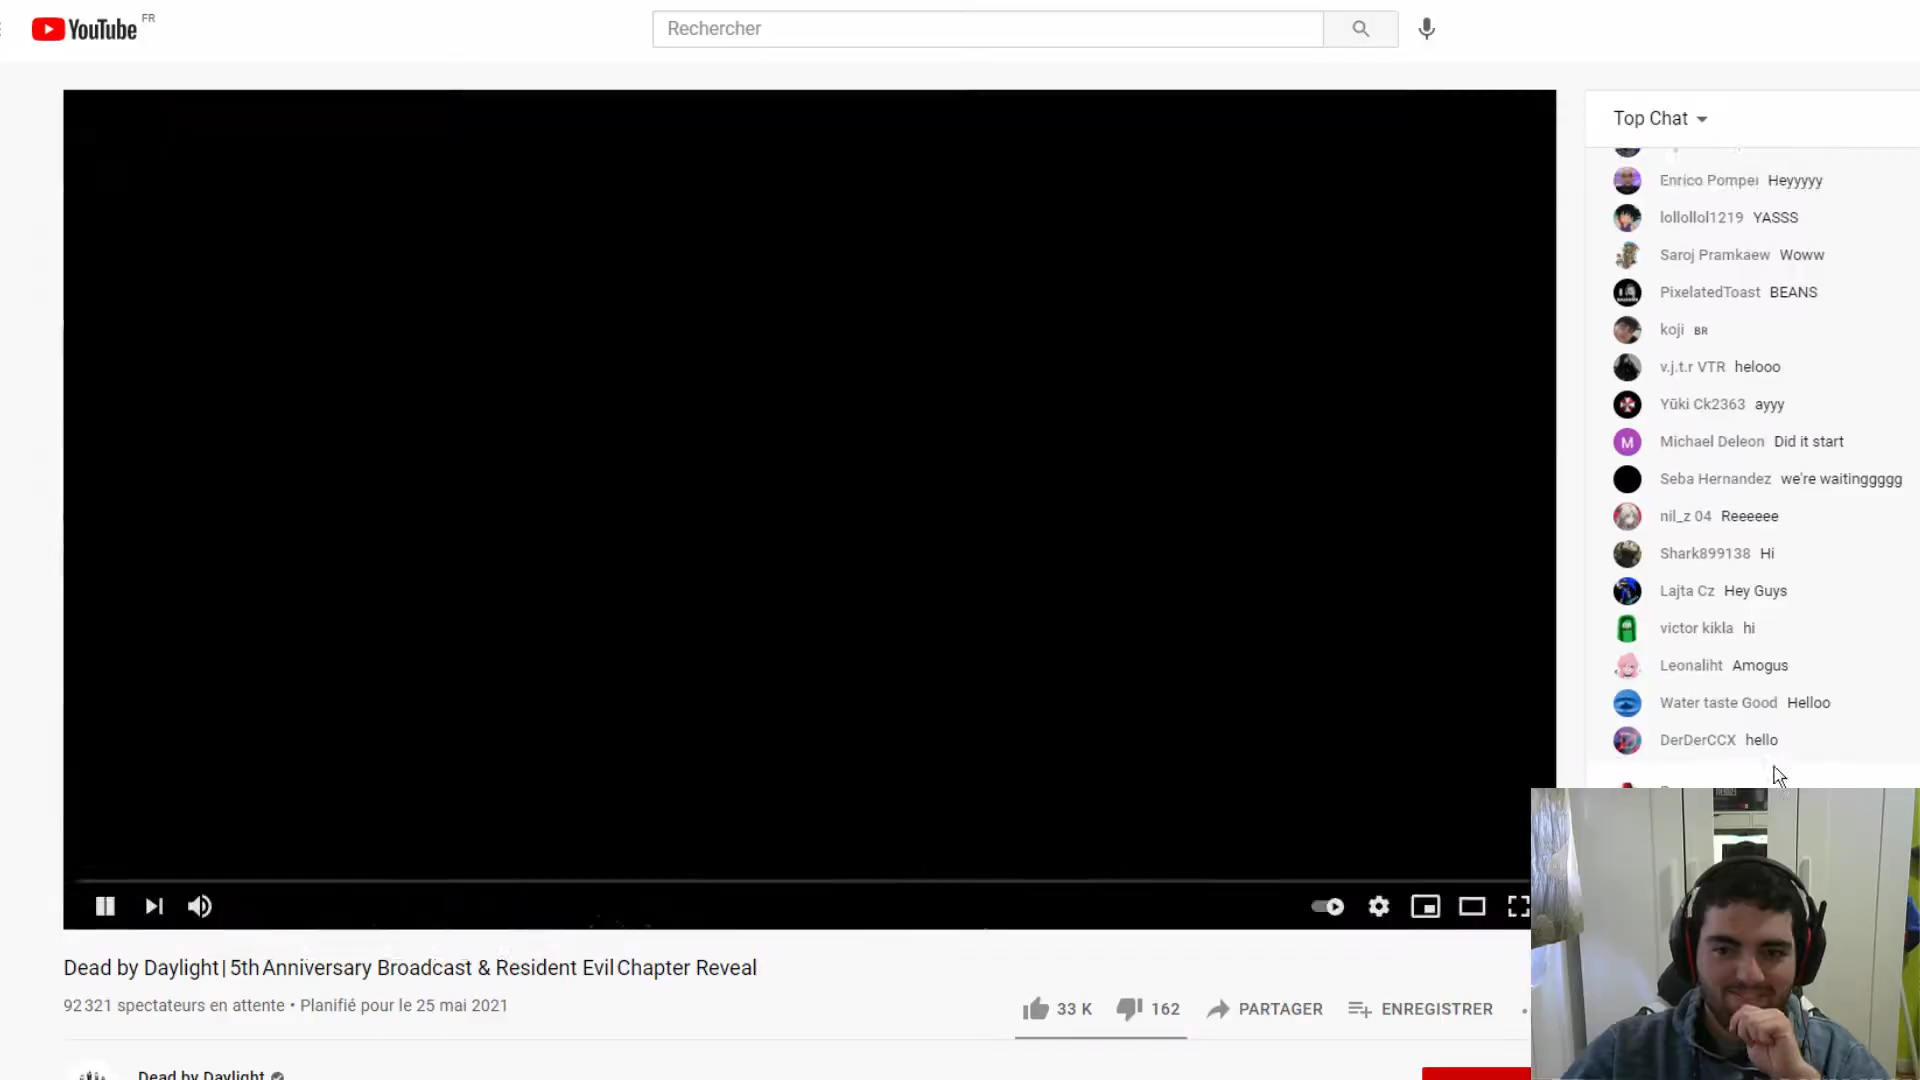 YouTube FR
Rechercher
Top Chat
Enrico Pompei Heyyyyy
lollollol1219 YASSS
Saroj Pramkaew Woww
PixelatedToast BEANS
koji BR
v.j.t.r VTR helooo
Yūki Ck2363 ayyy
M Michael Deleon Did it start
Seba Hernandez we're waitinggggg
nil_z 04 Reeeeee
Shark899138 Hi
Lajta Cz Hey Guys
victor kikla hi
Leonaliht Amogus
Water taste Good Helloo
DerDerCCX hello
Dead by Daylight | 5th Anniversary Broadcast & Resident Evil Chapter Reveal
92 321 spectateurs en attente • Planifié pour le 25 mai 2021
33 K 162 PARTAGER ENREGISTRER
Dead by Daylight